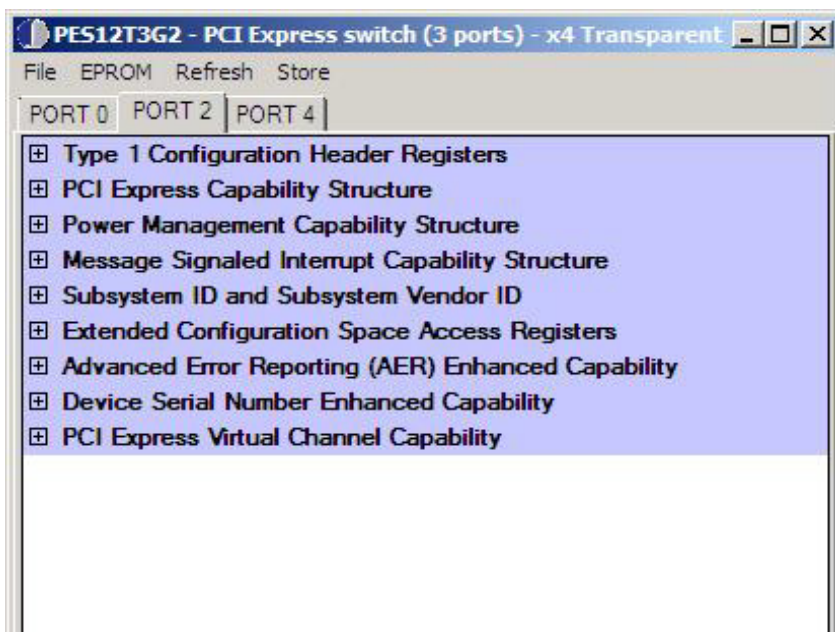 PES12T3G2 - PCI Express switch (3 ports) - x4 Transparent
File EPROM Refresh Store
PORT 0 PORT 2 PORT 4
Type 1 Configuration Header Registers
PCI Express Capability Structure
Power Management Capability Structure
Message Signaled Interrupt Capability Structure
Subsystem ID and Subsystem Vendor ID
Extended Configuration Space Access Registers
Advanced Error Reporting (AER) Enhanced Capability
Device Serial Number Enhanced Capability
PCI Express Virtual Channel Capability